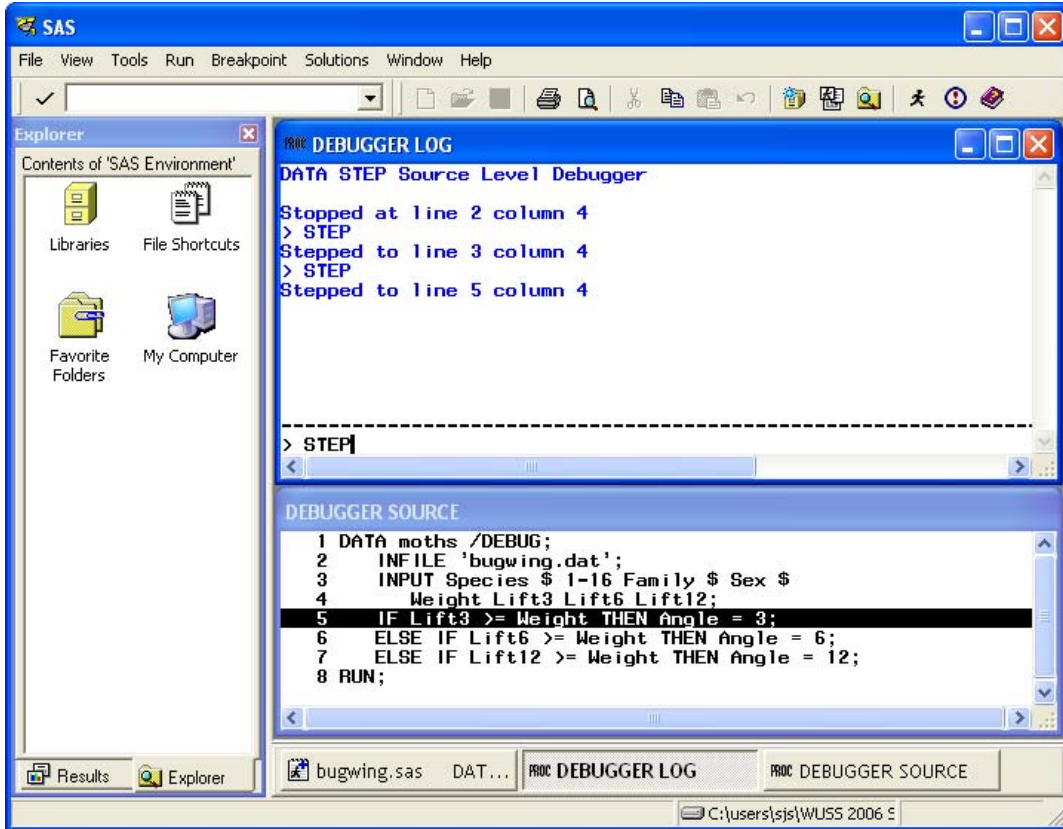 SAS
File View Tools Run Breakpoint Solutions Window Help
Explorer
Contents of 'SAS Environment'
Libraries
File Shortcuts
Favorite Folders
My Computer
Results
Explorer
PROC DEBUGGER LOG
DATA STEP Source Level Debugger
Stopped at line 2 column 4
> STEP
Stepped to line 3 column 4
> STEP
Stepped to line 5 column 4
> STEP
DEBUGGER SOURCE
1 DATA moths /DEBUG;
2 INFILE 'bugwing.dat';
3 INPUT Species $ 1-16 Family $ Sex $
4 Weight Lift3 Lift6 Lift12;
5 IF Lift3 >= Weight THEN Angle = 3;
6 ELSE IF Lift6 >= Weight THEN Angle = 6;
7 ELSE IF Lift12 >= Weight THEN Angle = 12;
8 RUN;
bugwing.sas DAT...
PROC DEBUGGER LOG
PROC DEBUGGER SOURCE
C:\users\sjs\WUSS 2006 S